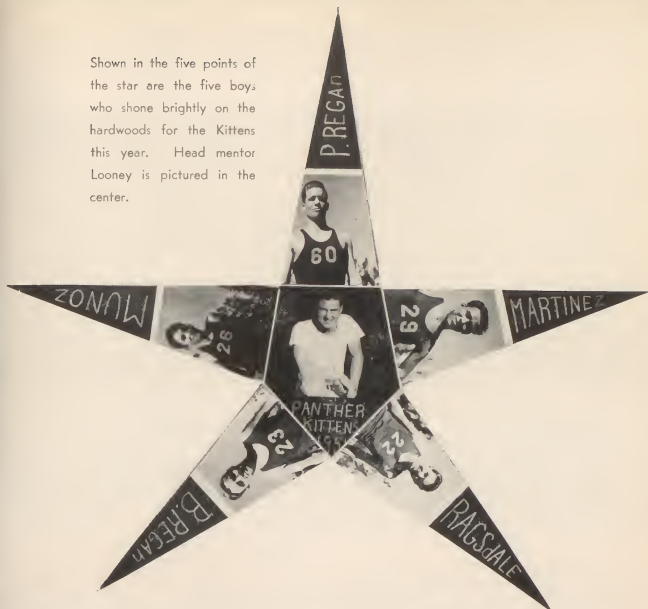 Shown in the five points of
the star are the five boys
who shone brightly on the
hardwoods for the Kittens
this year. Head mentor
Looney is pictured in the
center.
P. REGAN
60
MUNOZ
26
29
MARTINEZ
PANTHER
KITTENS
1951
23
22
B. REGAN
RAGSDALE